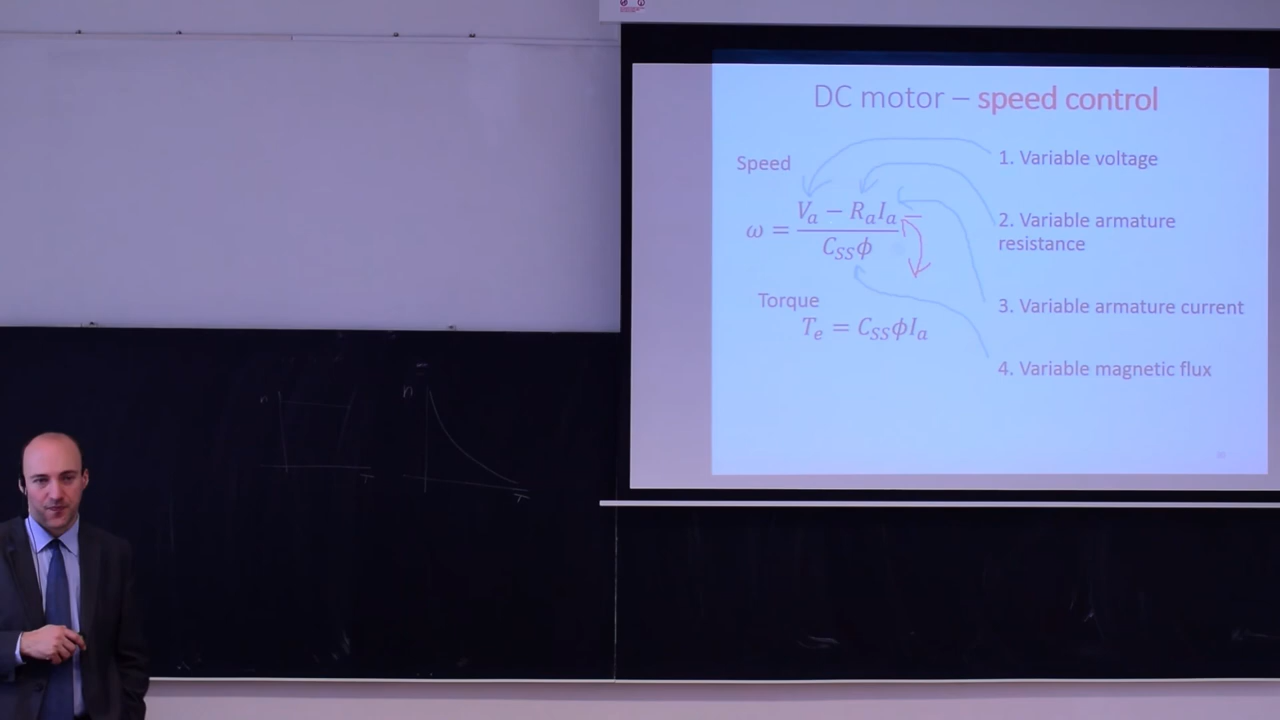 DC motor – speed control
Speed
1. Variable voltage
ω = (V_a − R_a I_a) / (C_SS ϕ)
2. Variable armature
resistance
Torque
T_e = C_SS ϕ I_a
3. Variable armature current
4. Variable magnetic flux
n
T
n
T